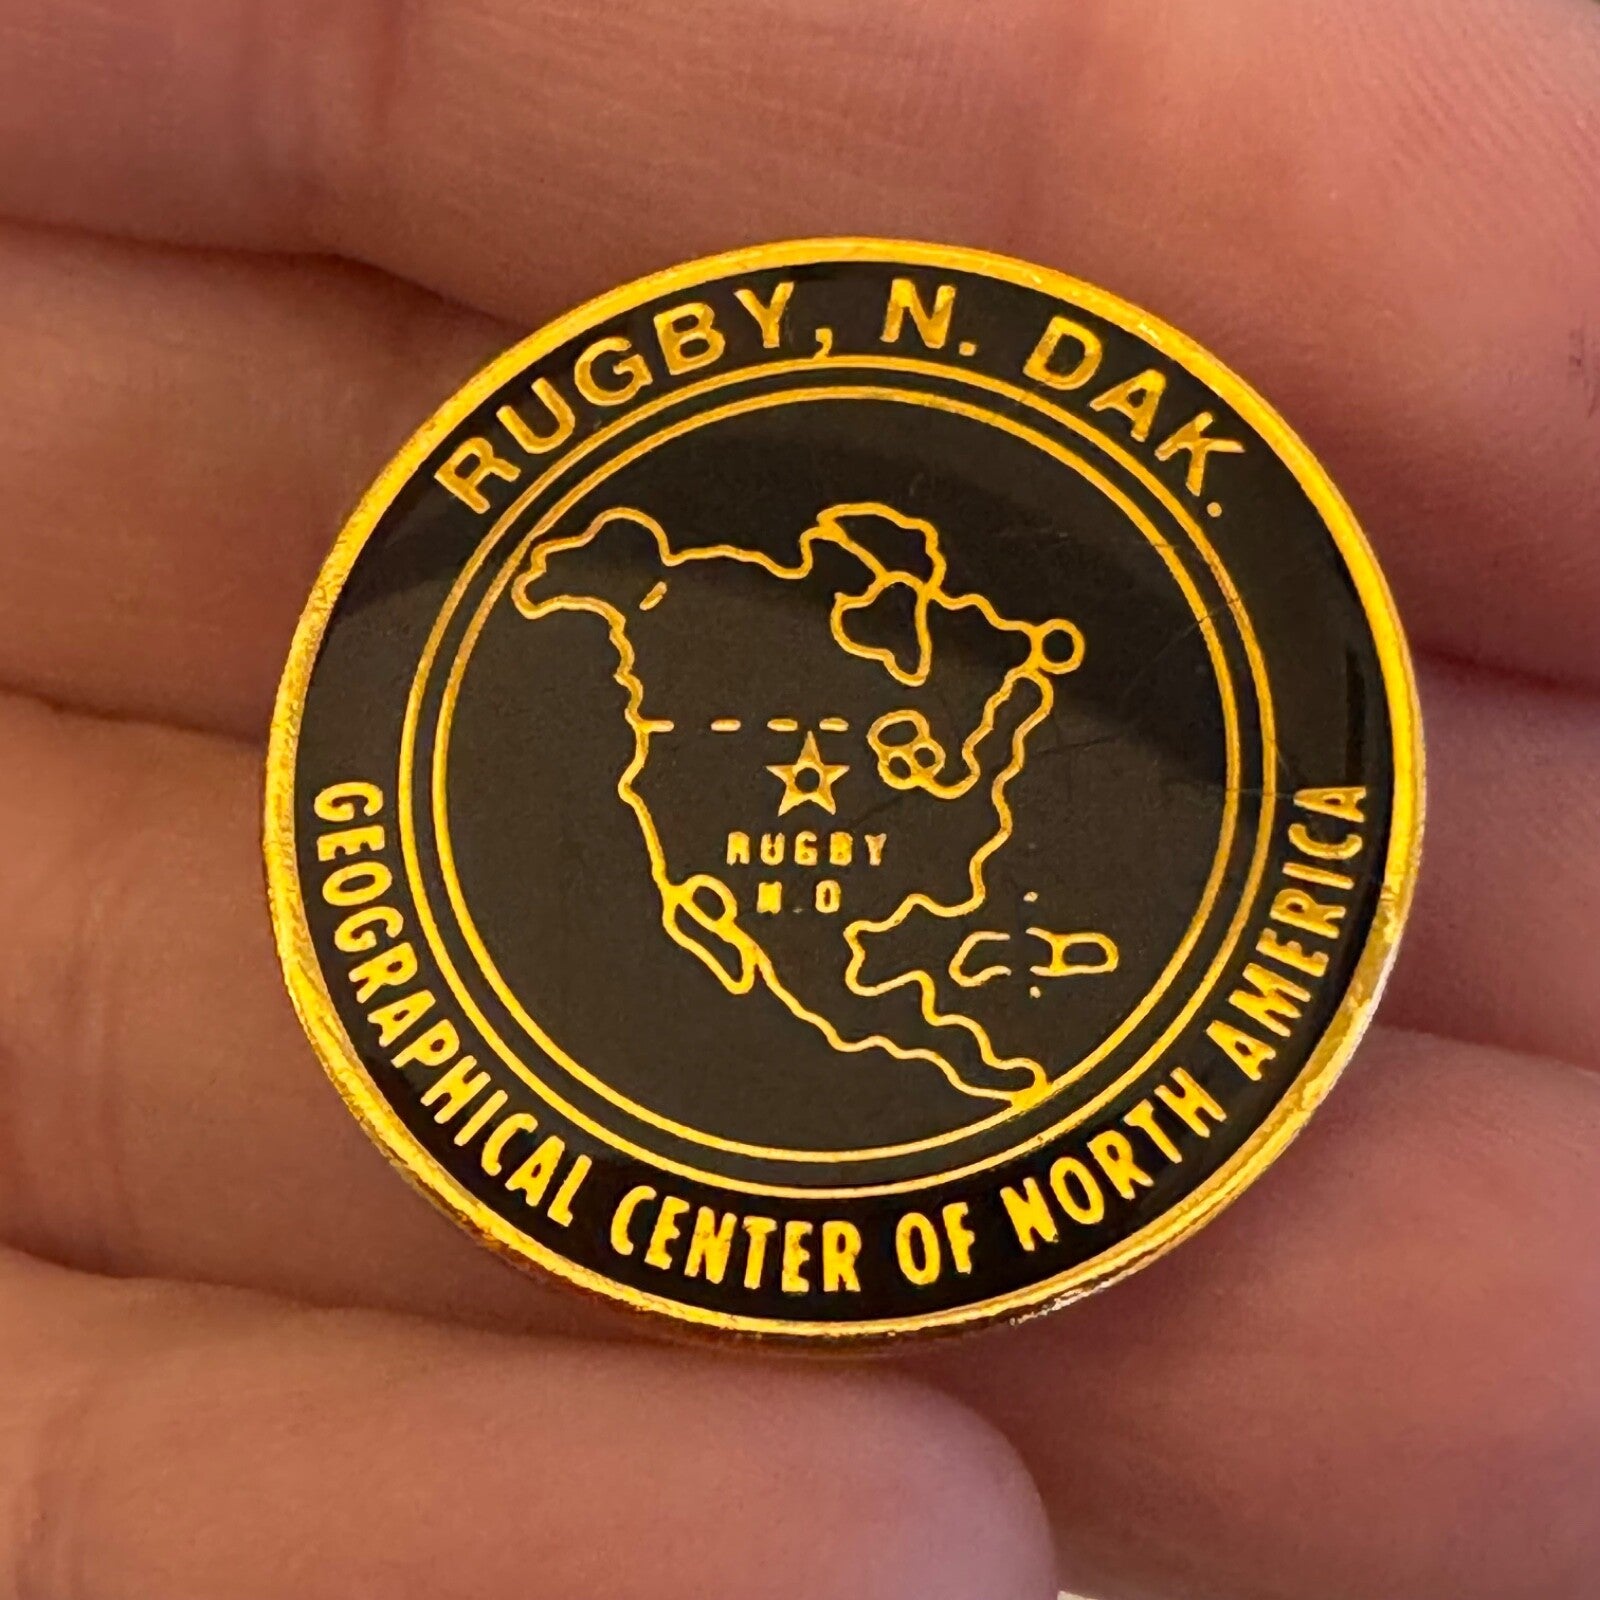 RUGBY, N. DAK.
RUGBY
N.D
GEOGRAPHICAL CENTER OF NORTH AMERICA